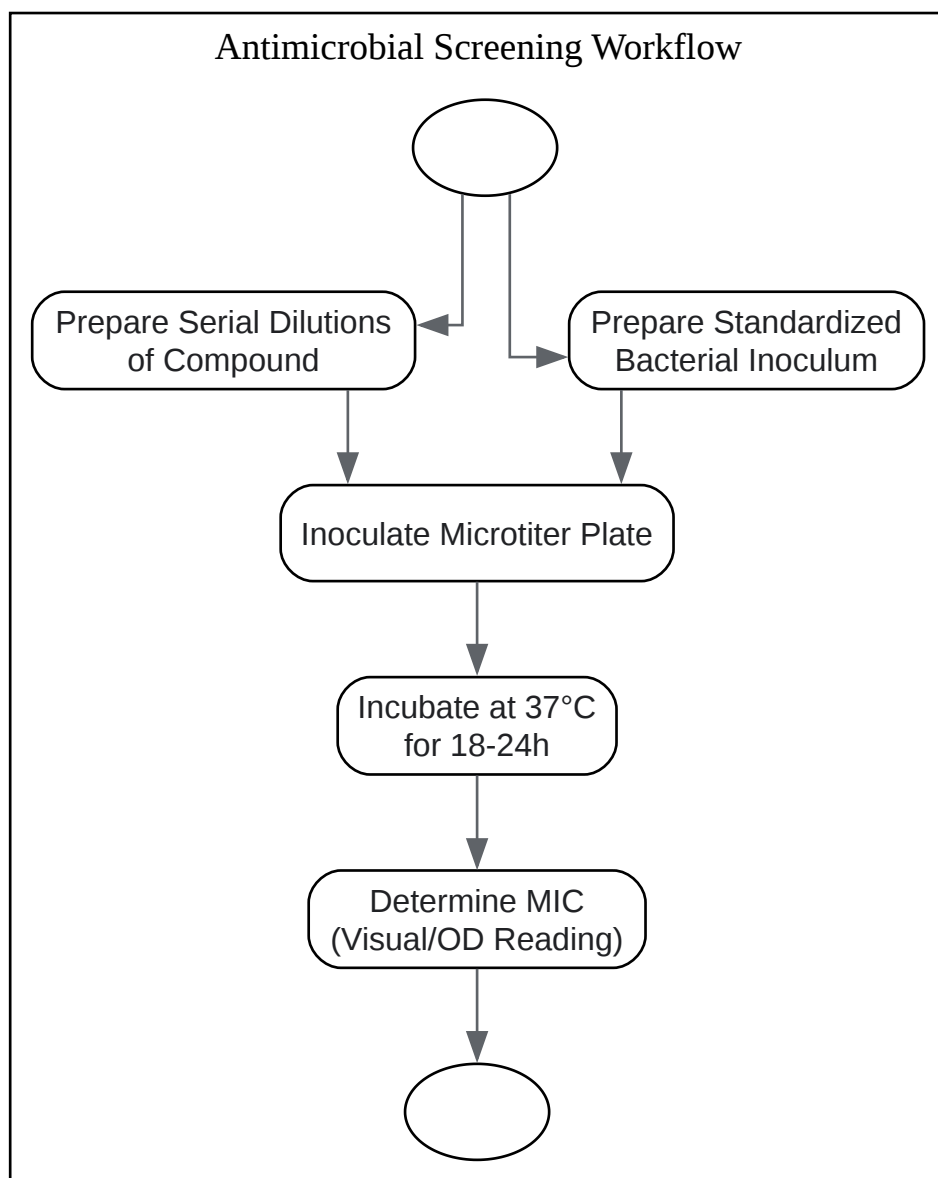 Antimicrobial Screening Workflow
Prepare Serial Dilutions
of Compound
Prepare Standardized
Bacterial Inoculum
Inoculate Microtiter Plate
Incubate at 37°C
for 18-24h
Determine MIC
(Visual/OD Reading)